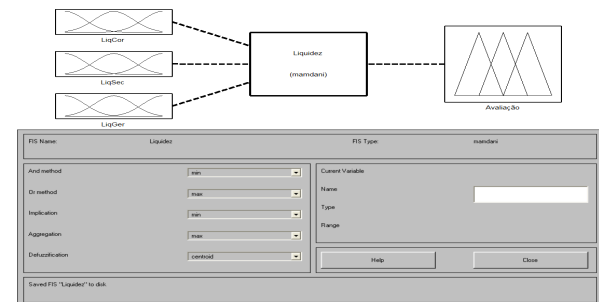 LiqCor
LiqSec
LiqGer
Liquidez
(mamdani)
Avaliação
FIS Name: Liquidez FIS Type: mamdani
And method min
Or method max
Implication min
Aggregation max
Defuzzification centroid
Current Variable
Name
Type
Range
Help Close
Saved FIS "Liquidez" to disk